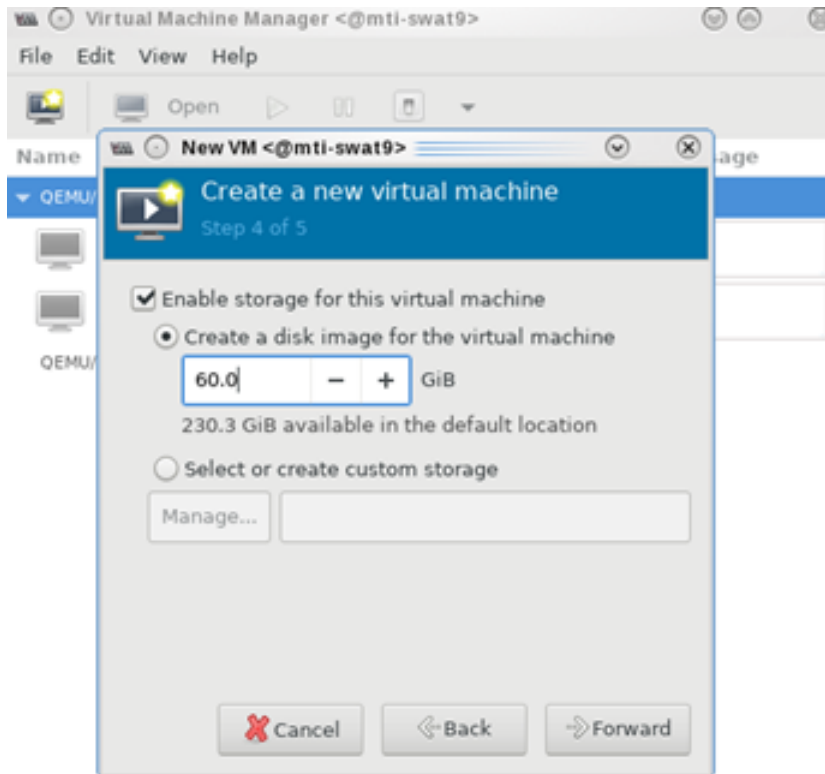 Virtual Machine Manager <@mti-swat9>
File Edit View Help
Open
Name
age
New VM <@mti-swat9>
QEMU/
Create a new virtual machine
Step 4 of 5
Enable storage for this virtual machine
Create a disk image for the virtual machine
QEMU/
60.0 − + GiB
230.3 GiB available in the default location
Select or create custom storage
Manage...
Cancel Back Forward